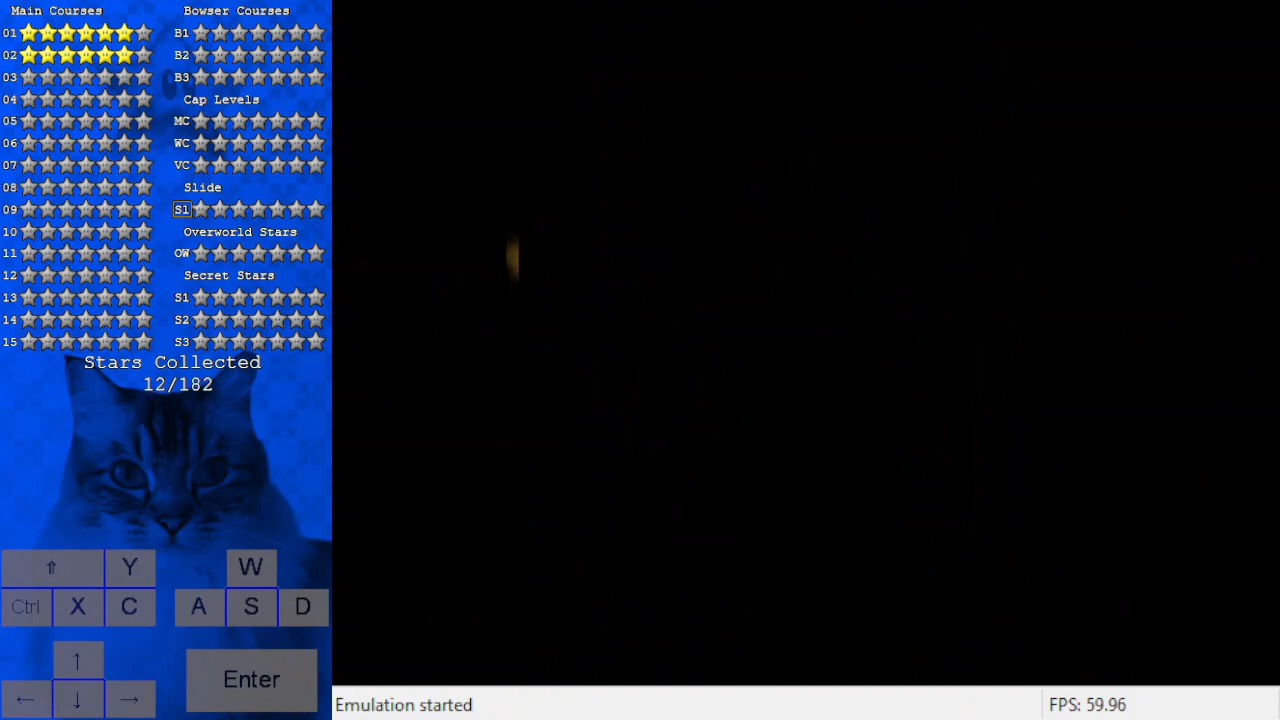 Main Courses
01
02
03
04
05
06
07
08
09
10
11
12
13
14
15
Bowser Courses
B1
B2
B3
Cap Levels
MC
WC
VC
Slide
S1
Overworld Stars
OW
Secret Stars
S1
S2
S3
Stars Collected
12/182
⇑ Y W
Ctrl X C A S D
↑
← ↓ → Enter
Emulation started FPS: 59.96